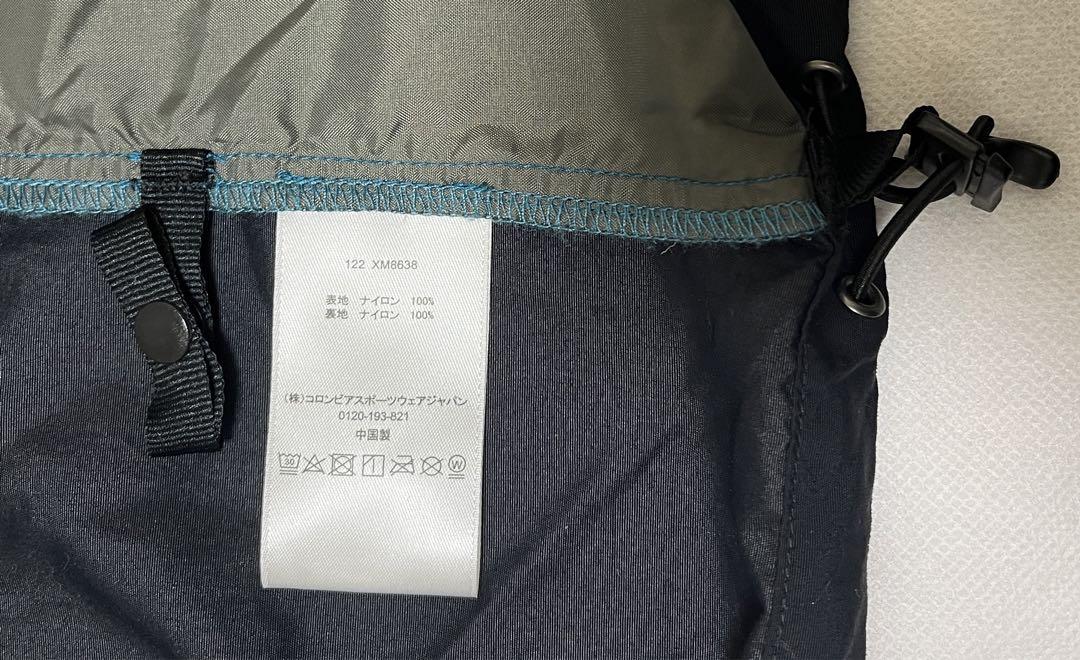 122 XM8638
表地 ナイロン 100%
裏地 ナイロン 100%
(株)コロンビアスポーツウェアジャパン
0120-193-821
中国製
30
W